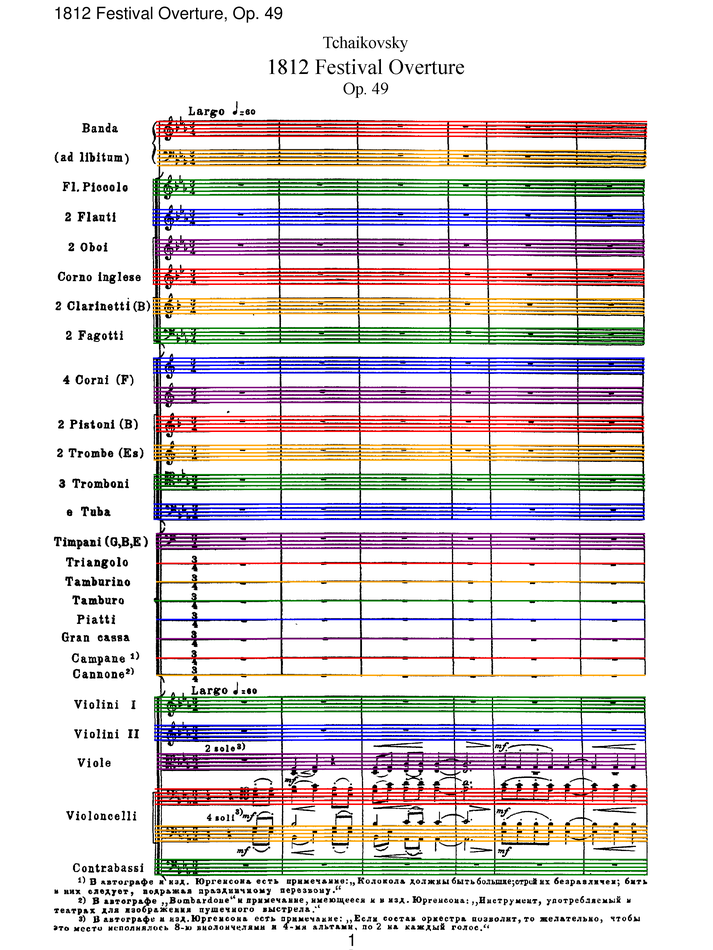 1812 Festival Overture, Op. 49
Tchaikovsky
1812 Festival Overture
Op. 49
Largo ♩=60
Banda
(ad libitum)
Fl. Piccolo
2 Flauti
2 Oboi
Corno inglese
2 Clarinetti (B)
2 Fagotti
4 Corni (F)
2 Pistoni (B)
2 Trombe (Es)
3 Tromboni
e Tuba
Timpani (G,B,E)
Triangolo
Tamburino
Tamburo
Piatti
Gran cassa
Campane 1)
Cannone 2)
Largo ♩=60
Violini I
Violini II
2 sole 3)
mf
Viole
mf
Violoncelli
4 soli 3) mf
mf
mf
mf
Contrabassi
1) В автографе и изд. Юргенсона есть примечание: „Колокола должны быть большие; строй их безразличен; бить
в них следует, подражая праздничному перезвону.“
2) В автографе „Bombardone“ и примечание, имеющееся и в изд. Юргенсона: „Инструмент, употребляемый в
театрах для изображения пушечного выстрела.“
3) В автографе и изд. Юргенсона есть примечание: „Если состав оркестра позволит, то желательно, чтобы
это место исполнялось 8-ю виолончелями и 4-мя альтами, по 2 на каждый голос.“
1